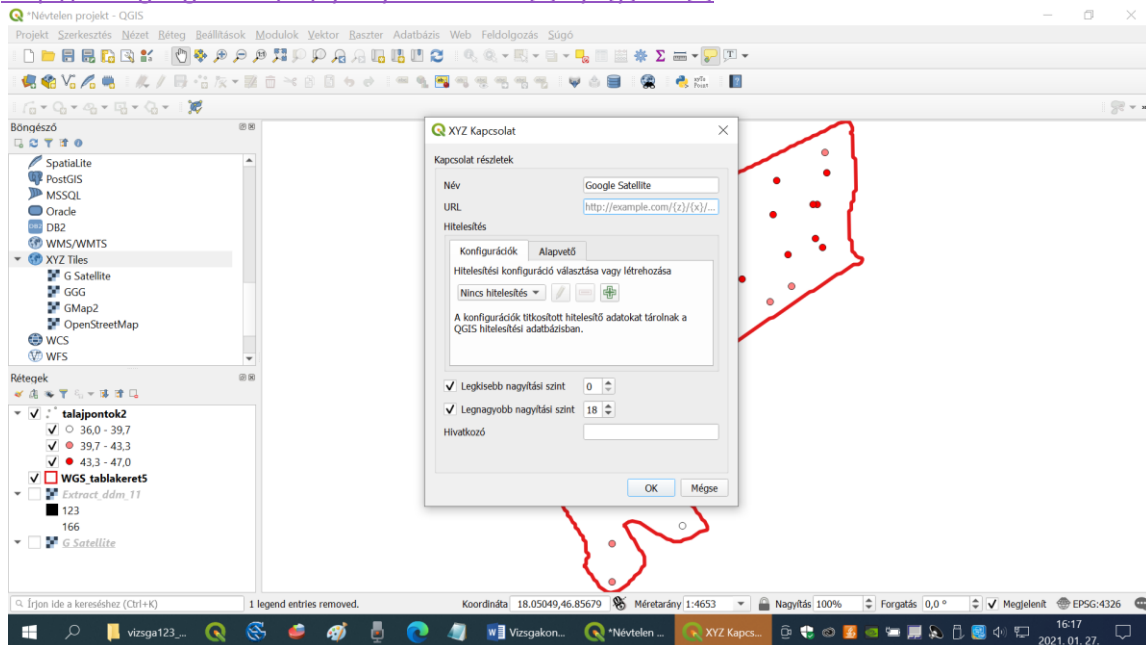 *Névtelen projekt - QGIS
Projekt Szerkesztés Nézet Réteg Beállítások Modulok Vektor Raszter Adatbázis Web Feldolgozás Súgó
Böngésző
SpatiaLite
PostGIS
MSSQL
Oracle
DB2 DB2
WMS/WMTS
XYZ Tiles
G Satellite
GGG
GMap2
OpenStreetMap
WCS
WFS
Rétegek
talajpontok2
36,0 - 39,7
39,7 - 43,3
43,3 - 47,0
WGS_tablakeret5
Extract_ddm_11
123
166
G Satellite
XYZ Kapcsolat
Kapcsolat részletek
Név Google Satellite
URL http://example.com/{z}/{x}/...
Hitelesítés
Konfigurációk Alapvető
Hitelesítési konfiguráció választása vagy létrehozása
Nincs hitelesítés
A konfigurációk titkosított hitelesítő adatokat tárolnak a
QGIS hitelesítési adatbázisban.
Legkisebb nagyítási szint 0
Legnagyobb nagyítási szint 18
Hivatkozó
OK Mégse
Írjon ide a kereséshez (Ctrl+K) 1 legend entries removed. Koordináta 18.05049,46.85679 Méretarány 1:4653 Nagyítás 100% Forgatás 0,0 ° Megjelenít EPSG:4326
vizsga123_... Vizsgakon... *Névtelen ... XYZ Kapcs... 16:17
2021. 01. 27.